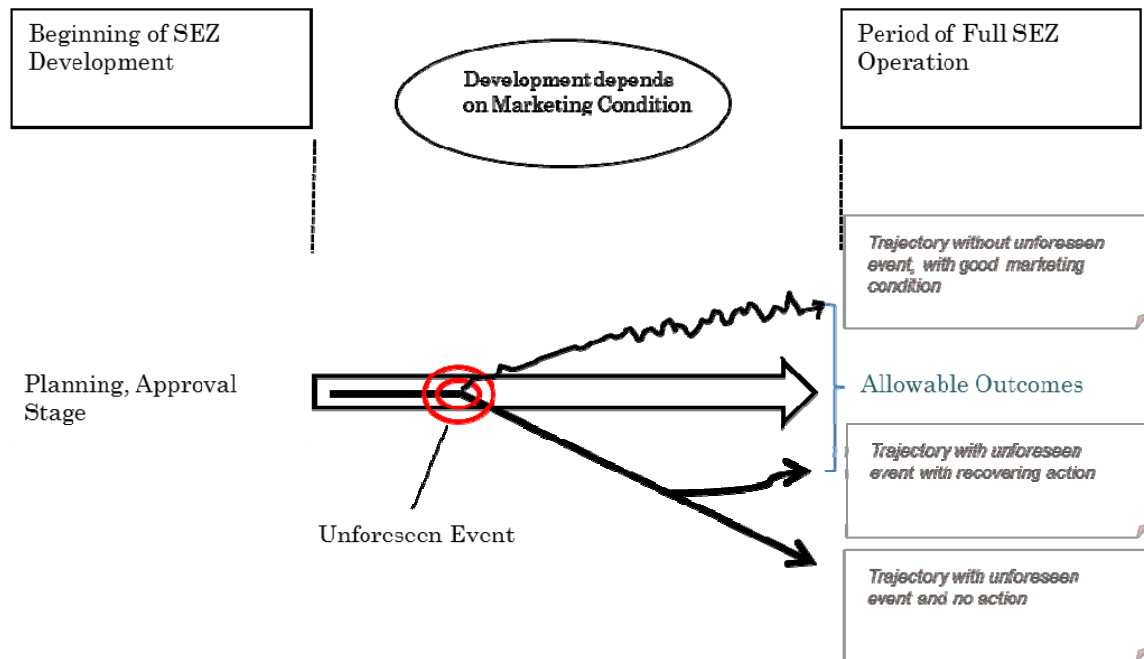 Beginning of SEZ
Development
Development depends
on Marketing Condition
Period of Full SEZ
Operation
Trajectory without unforeseen
event, with good marketing
condition
Planning, Approval
Stage
Allowable Outcomes
Trajectory with unforeseen
event with recovering action
Unforeseen Event
Trajectory with unforeseen
event and no action